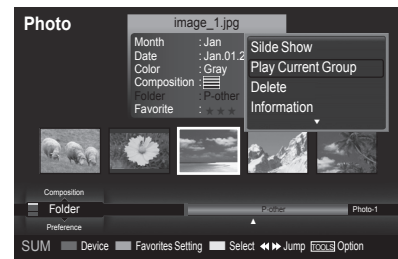 Photo
image_1.jpg
Month : Jan
Date : Jan.01.2
Color : Gray
Composition :
Folder : P-other
Favorite : ★ ★ ★
Silde Show
Play Current Group
Delete
Information
▼
Composition
Folder
Preference
P-other
Photo-1
▲
SUM Device Favorites Setting Select ◄◄ ►► Jump TOOLS Option